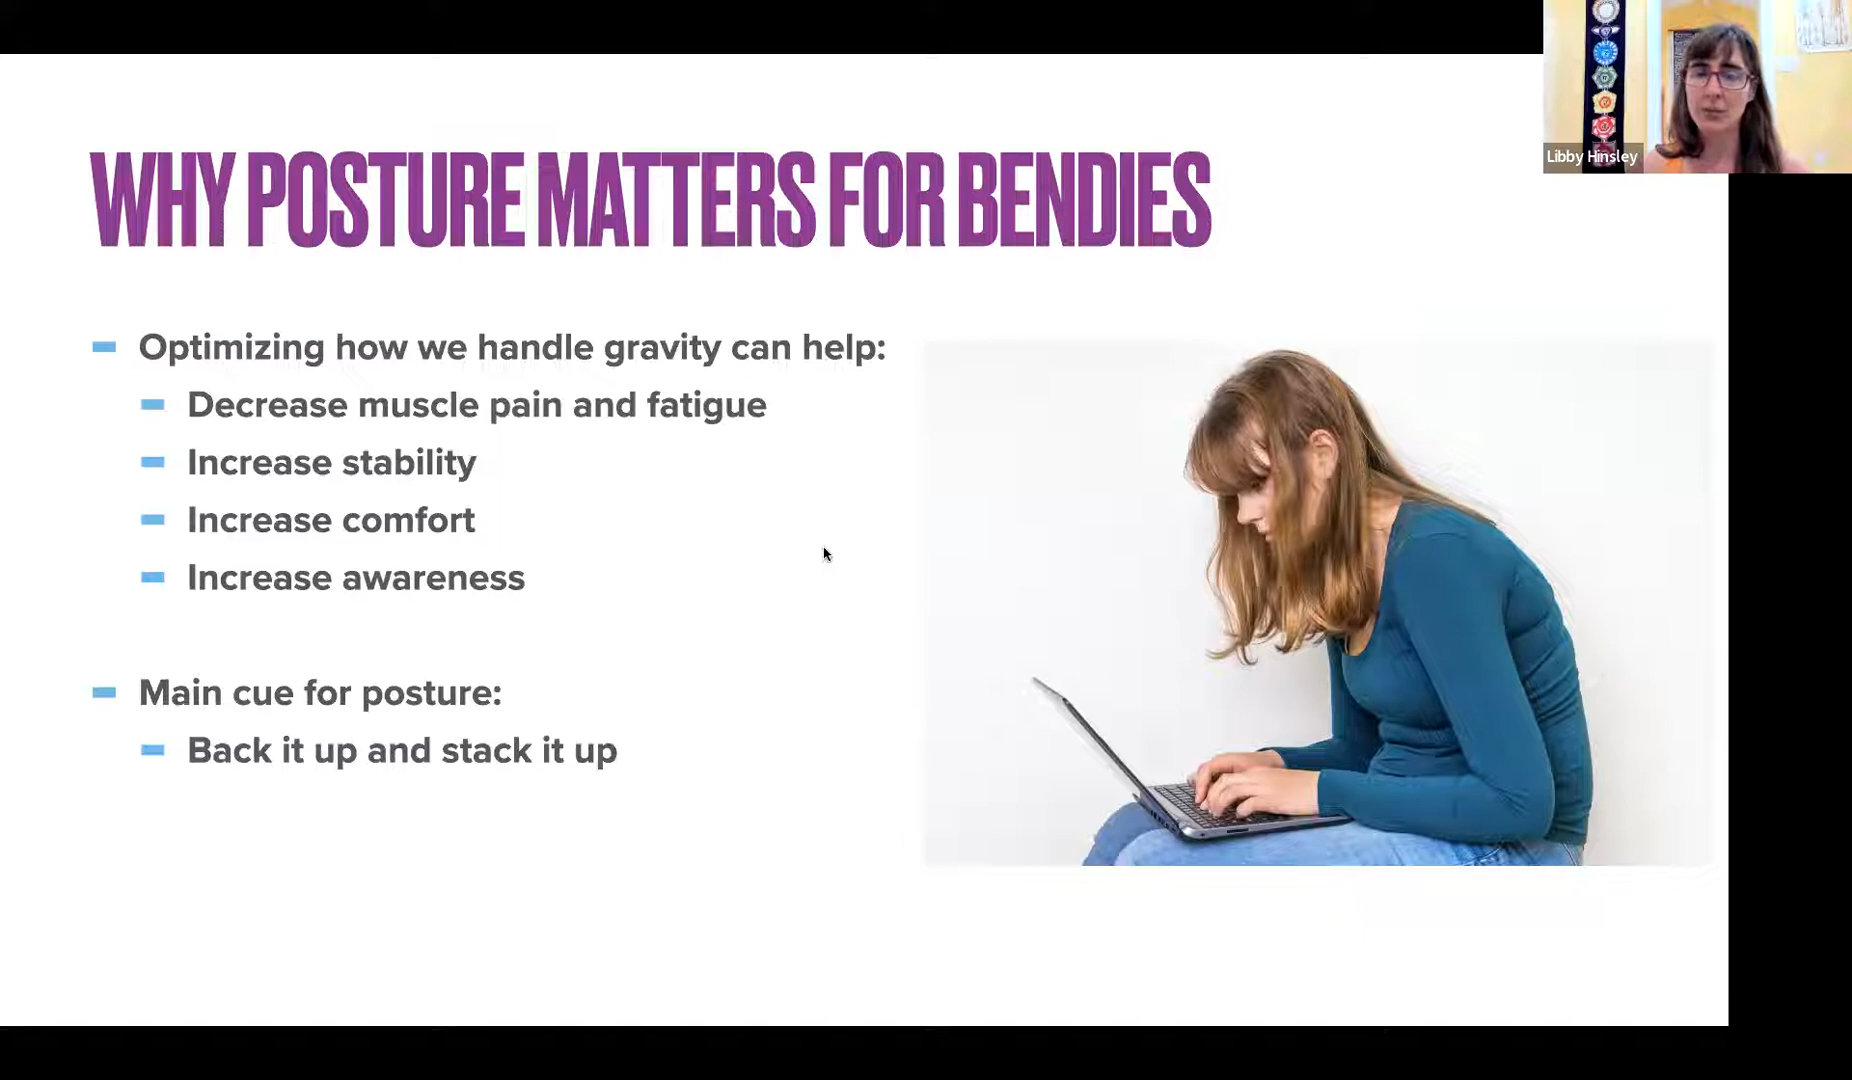 Libby Hinsley
WHY POSTURE MATTERS FOR BENDIES
Optimizing how we handle gravity can help:
Decrease muscle pain and fatigue
Increase stability
Increase comfort
Increase awareness
Main cue for posture:
Back it up and stack it up